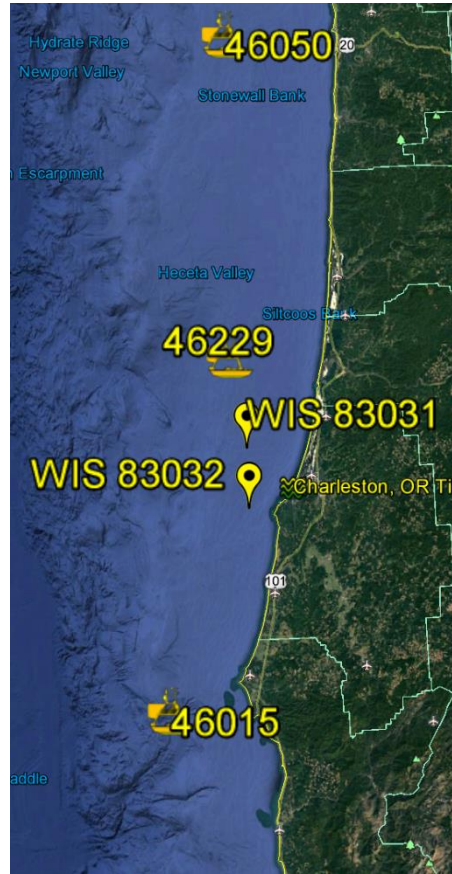 Hydrate Ridge
46050
20
Newport Valley
Stonewall Bank
Escarpment
Heceta Valley
Siltcoos Bank
46229
WIS 83031
WIS 83032
Charleston, OR Ti
101
46015
addle